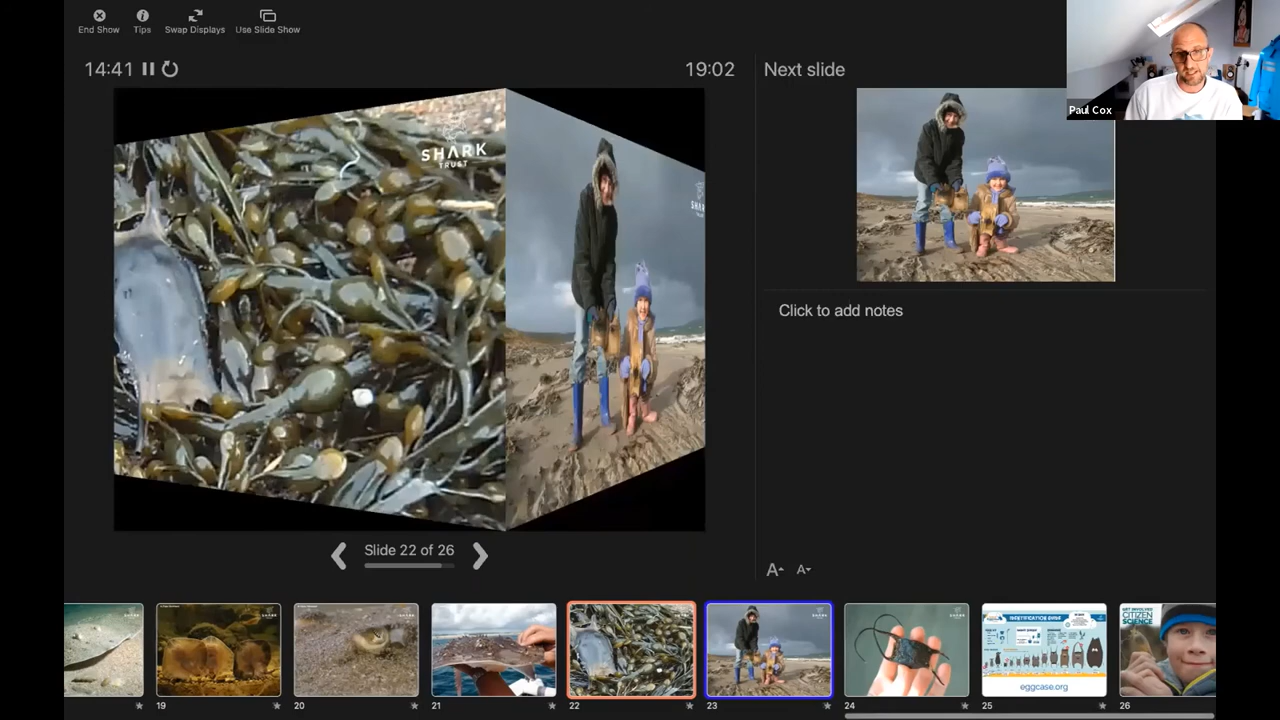 End Show
Tips
Swap Displays
Use Slide Show
14:41
19:02
Next slide
Paul Cox
SHARK
TRUST
Click to add notes
Slide 22 of 26
A
A
IDENTIFICATION GUIDE
eggcase.org
GET INVOLVED
CITIZEN
SCIENCE
19
20
21
22
23
24
25
26